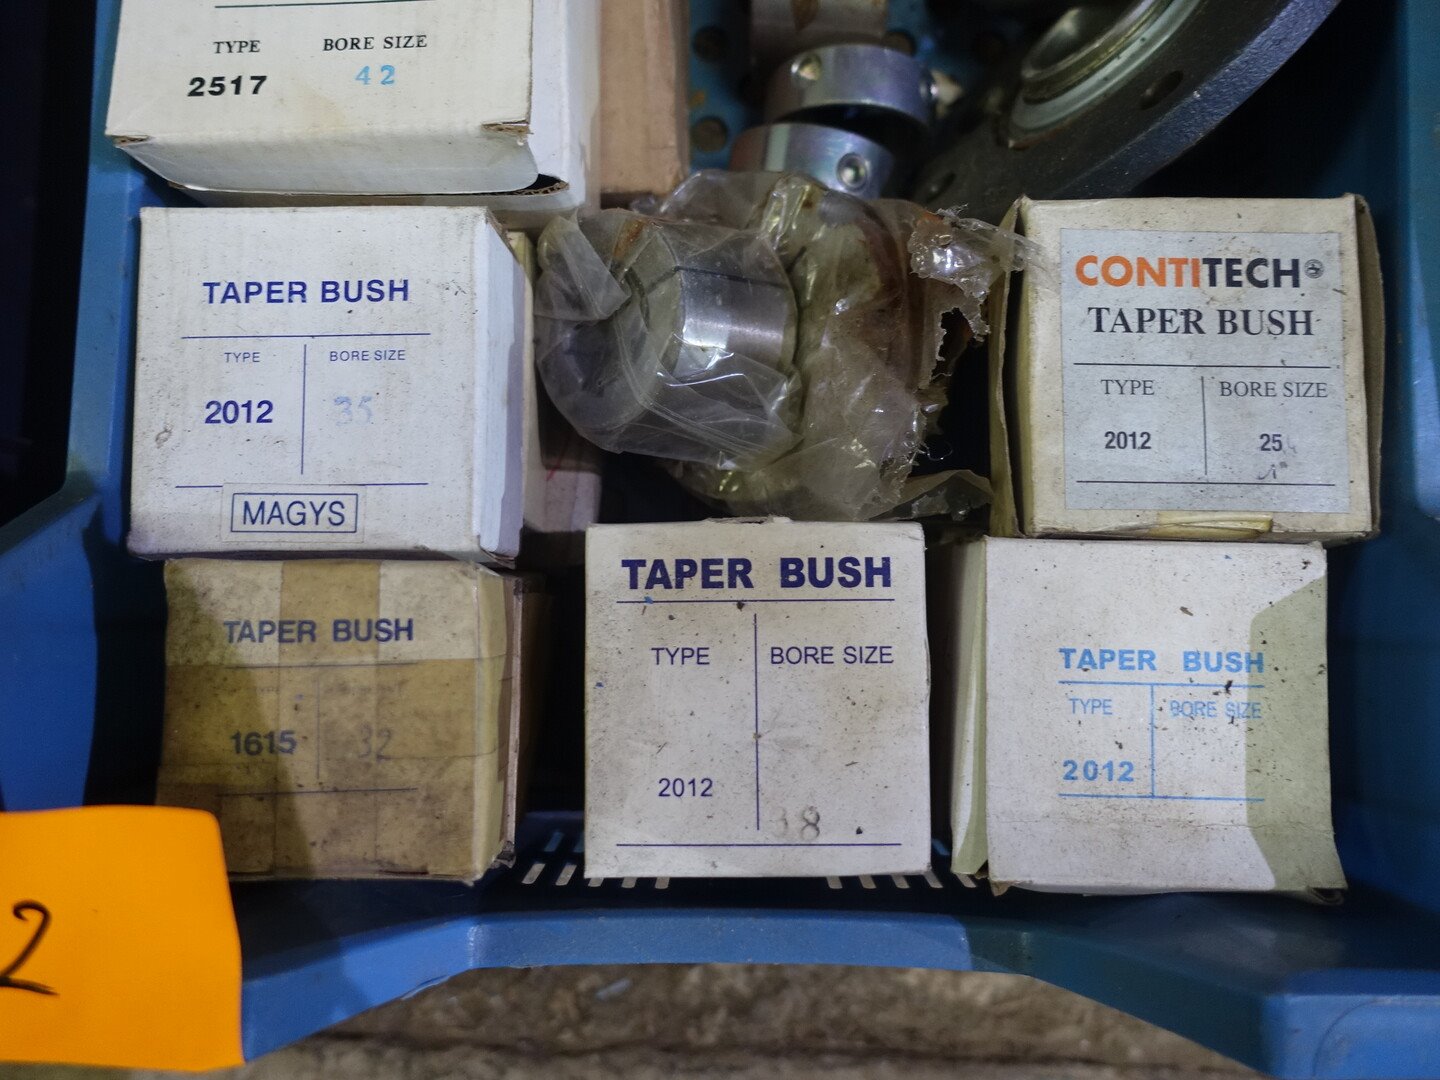 TYPE BORE SIZE
2517 42
TAPER BUSH
TYPE BORE SIZE
2012 35
MAGYS
CONTITECH
TAPER BUSH
TYPE BORE SIZE
2012 25
TAPER BUSH
1615 32
TAPER BUSH
TYPE BORE SIZE
2012
38
TAPER BUSH
TYPE BORE SIZE
2012
2